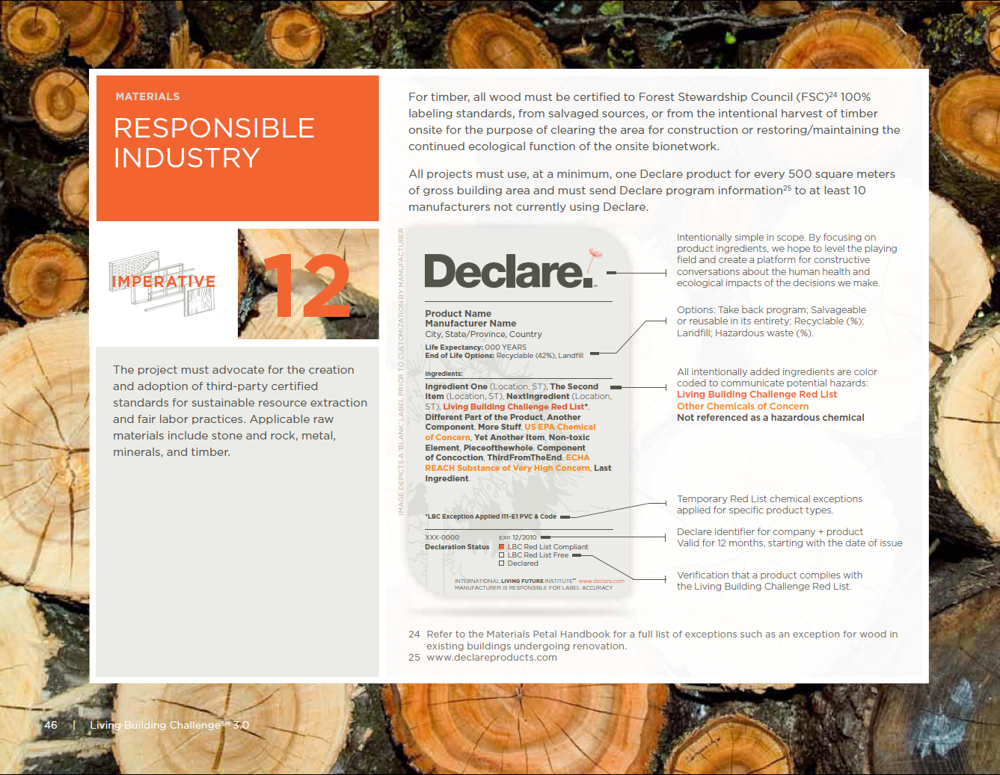 MATERIALS
RESPONSIBLE
INDUSTRY
IMPERATIVE
12
The project must advocate for the creation
and adoption of third-party certified
standards for sustainable resource extraction
and fair labor practices. Applicable raw
materials include stone and rock, metal,
minerals, and timber.
For timber, all wood must be certified to Forest Stewardship Council (FSC)24 100%
labeling standards, from salvaged sources, or from the intentional harvest of timber
onsite for the purpose of clearing the area for construction or restoring/maintaining the
continued ecological function of the onsite bionetwork.
All projects must use, at a minimum, one Declare product for every 500 square meters
of gross building area and must send Declare program information25 to at least 10
manufacturers not currently using Declare.
IMAGE DEPICTS A 'BLANK' LABEL PRIOR TO CUSTOMIZATION BY MANUFACTURER
Declare.SM
Product Name
Manufacturer Name
City, State/Province, Country
Life Expectancy: 000 YEARS
End of Life Options: Recyclable (42%), Landfill
Ingredients:
Ingredient One (Location, ST), The Second
Item (Location, ST), NextIngredient (Location,
ST), Living Building Challenge Red List*,
Different Part of the Product, Another
Component, More Stuff, US EPA Chemical
of Concern, Yet Another Item, Non-toxic
Element, Pieceofthewhole, Component
of Concoction, ThirdFromTheEnd, ECHA
REACH Substance of Very High Concern, Last
Ingredient.
*LBC Exception Applied I11-E1 PVC & Code
XXX-0000 EXP. 12/2010
Declaration Status LBC Red List Compliant
LBC Red List Free
Declared
INTERNATIONAL LIVING FUTURE INSTITUTE℠ www.declare.com
MANUFACTURER IS RESPONSIBLE FOR LABEL ACCURACY
Intentionally simple in scope. By focusing on
product ingredients, we hope to level the playing
field and create a platform for constructive
conversations about the human health and
ecological impacts of the decisions we make.
Options: Take back program; Salvageable
or reusable in its entirety; Recyclable (%);
Landfill; Hazardous waste (%).
All intentionally added ingredients are color
coded to communicate potential hazards:
Living Building Challenge Red List
Other Chemicals of Concern
Not referenced as a hazardous chemical
Temporary Red List chemical exceptions
applied for specific product types.
Declare identifier for company + product
Valid for 12 months, starting with the date of issue
Verification that a product complies with
the Living Building Challenge Red List.
24 Refer to the Materials Petal Handbook for a full list of exceptions such as an exception for wood in
existing buildings undergoing renovation.
25 www.declareproducts.com
46 | Living Building Challenge℠ 3.0